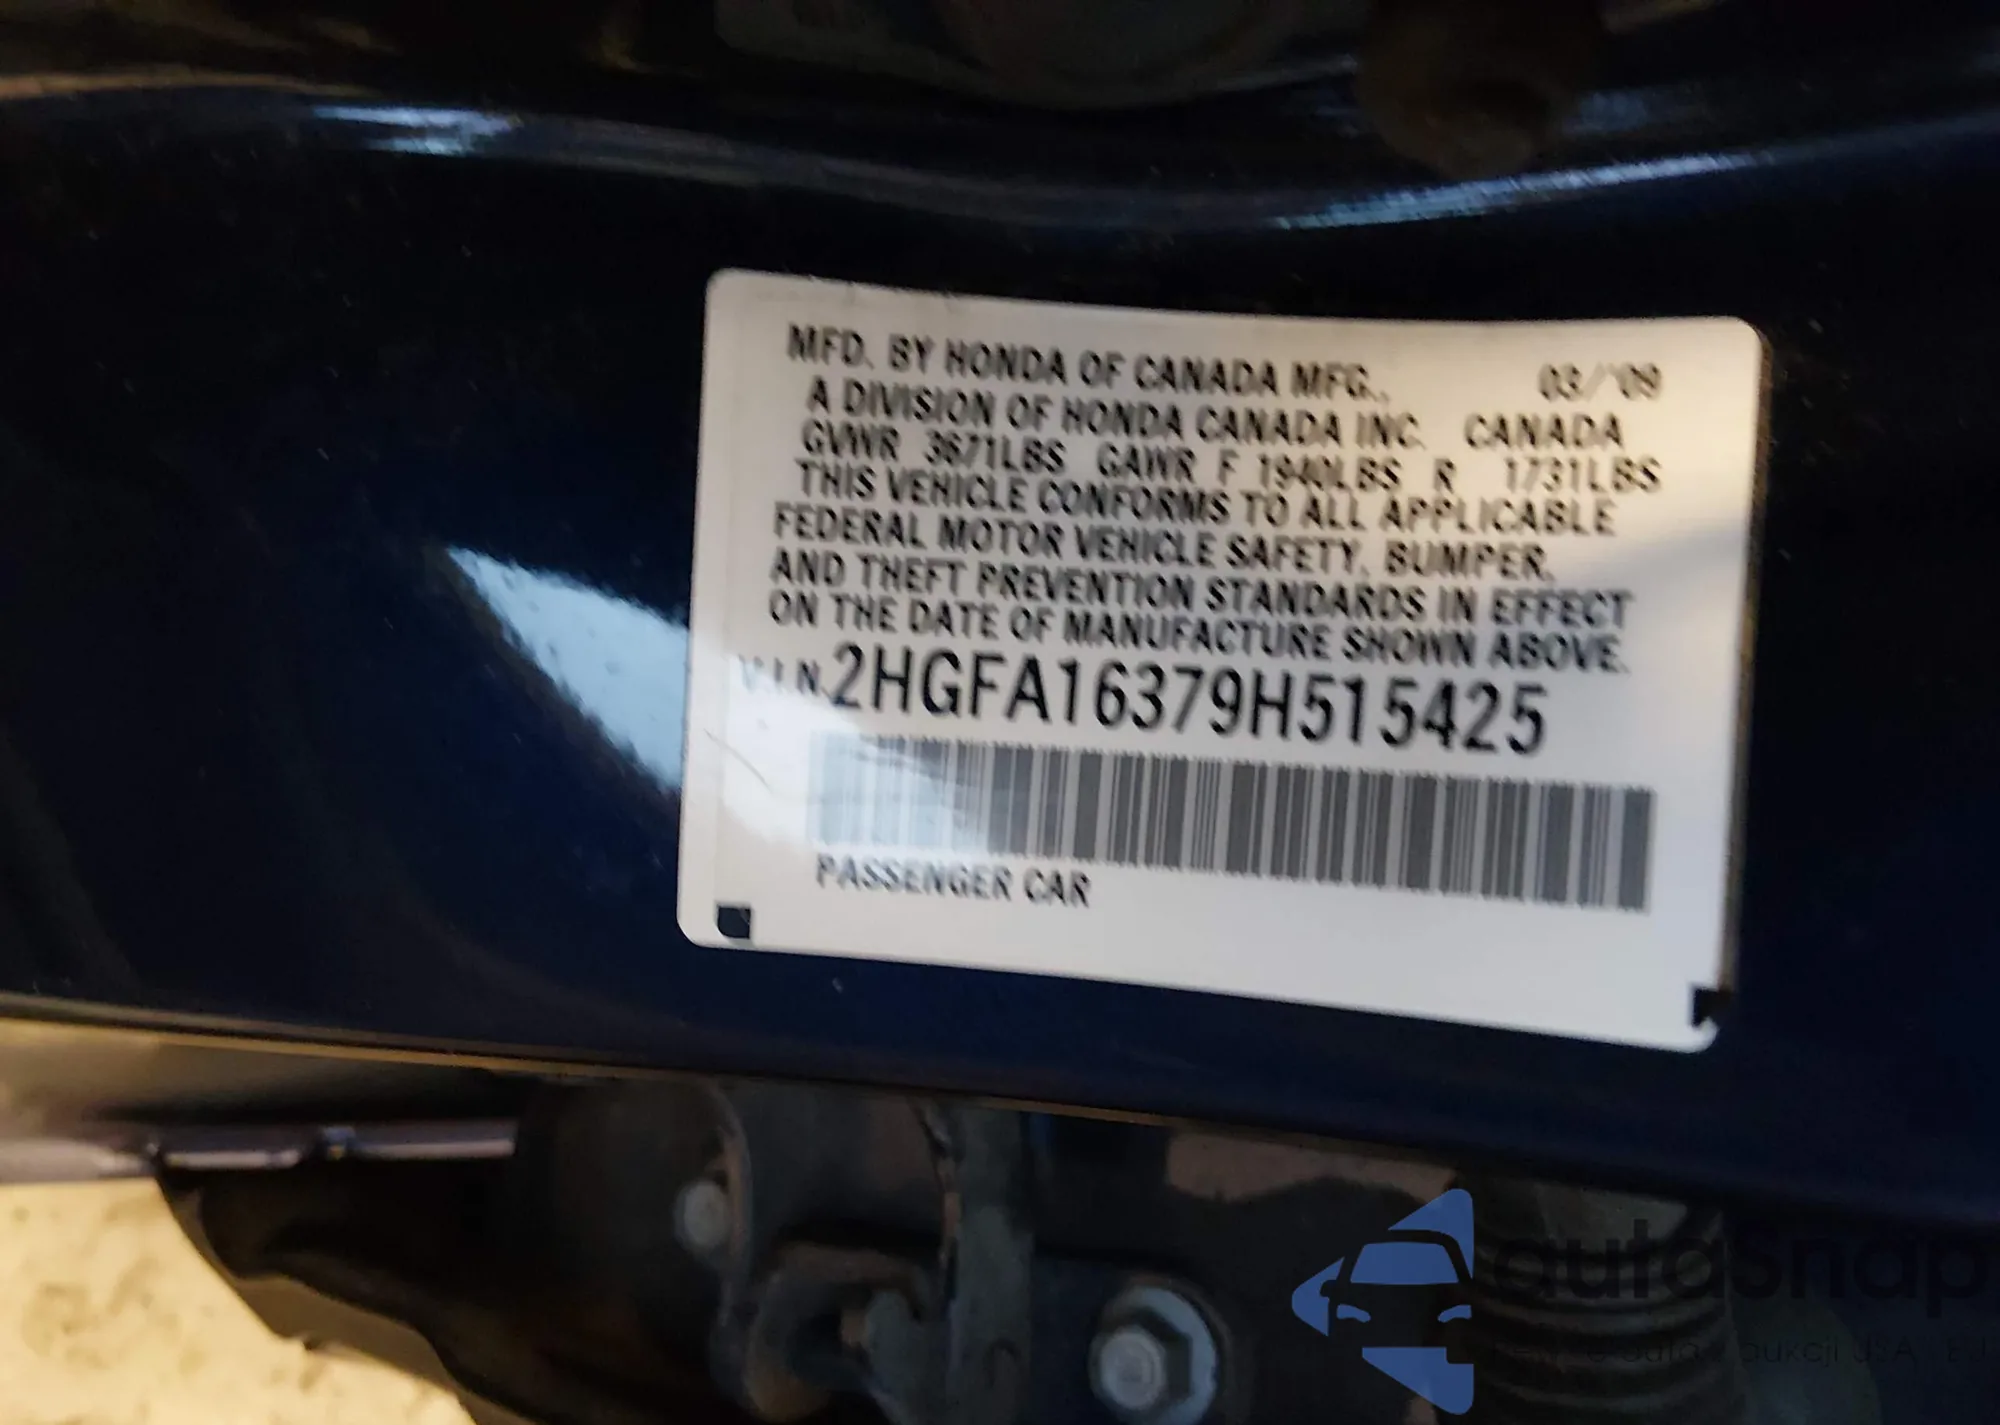 MFD. BY HONDA OF CANADA MFG., 03/'09
A DIVISION OF HONDA CANADA INC. CANADA
GVWR 3671LBS GAWR F 1940LBS R 1731LBS
THIS VEHICLE CONFORMS TO ALL APPLICABLE
FEDERAL MOTOR VEHICLE SAFETY, BUMPER,
AND THEFT PREVENTION STANDARDS IN EFFECT
ON THE DATE OF MANUFACTURE SHOWN ABOVE.
V.I.N. 2HGFA16379H515425
PASSENGER CAR
autosnap